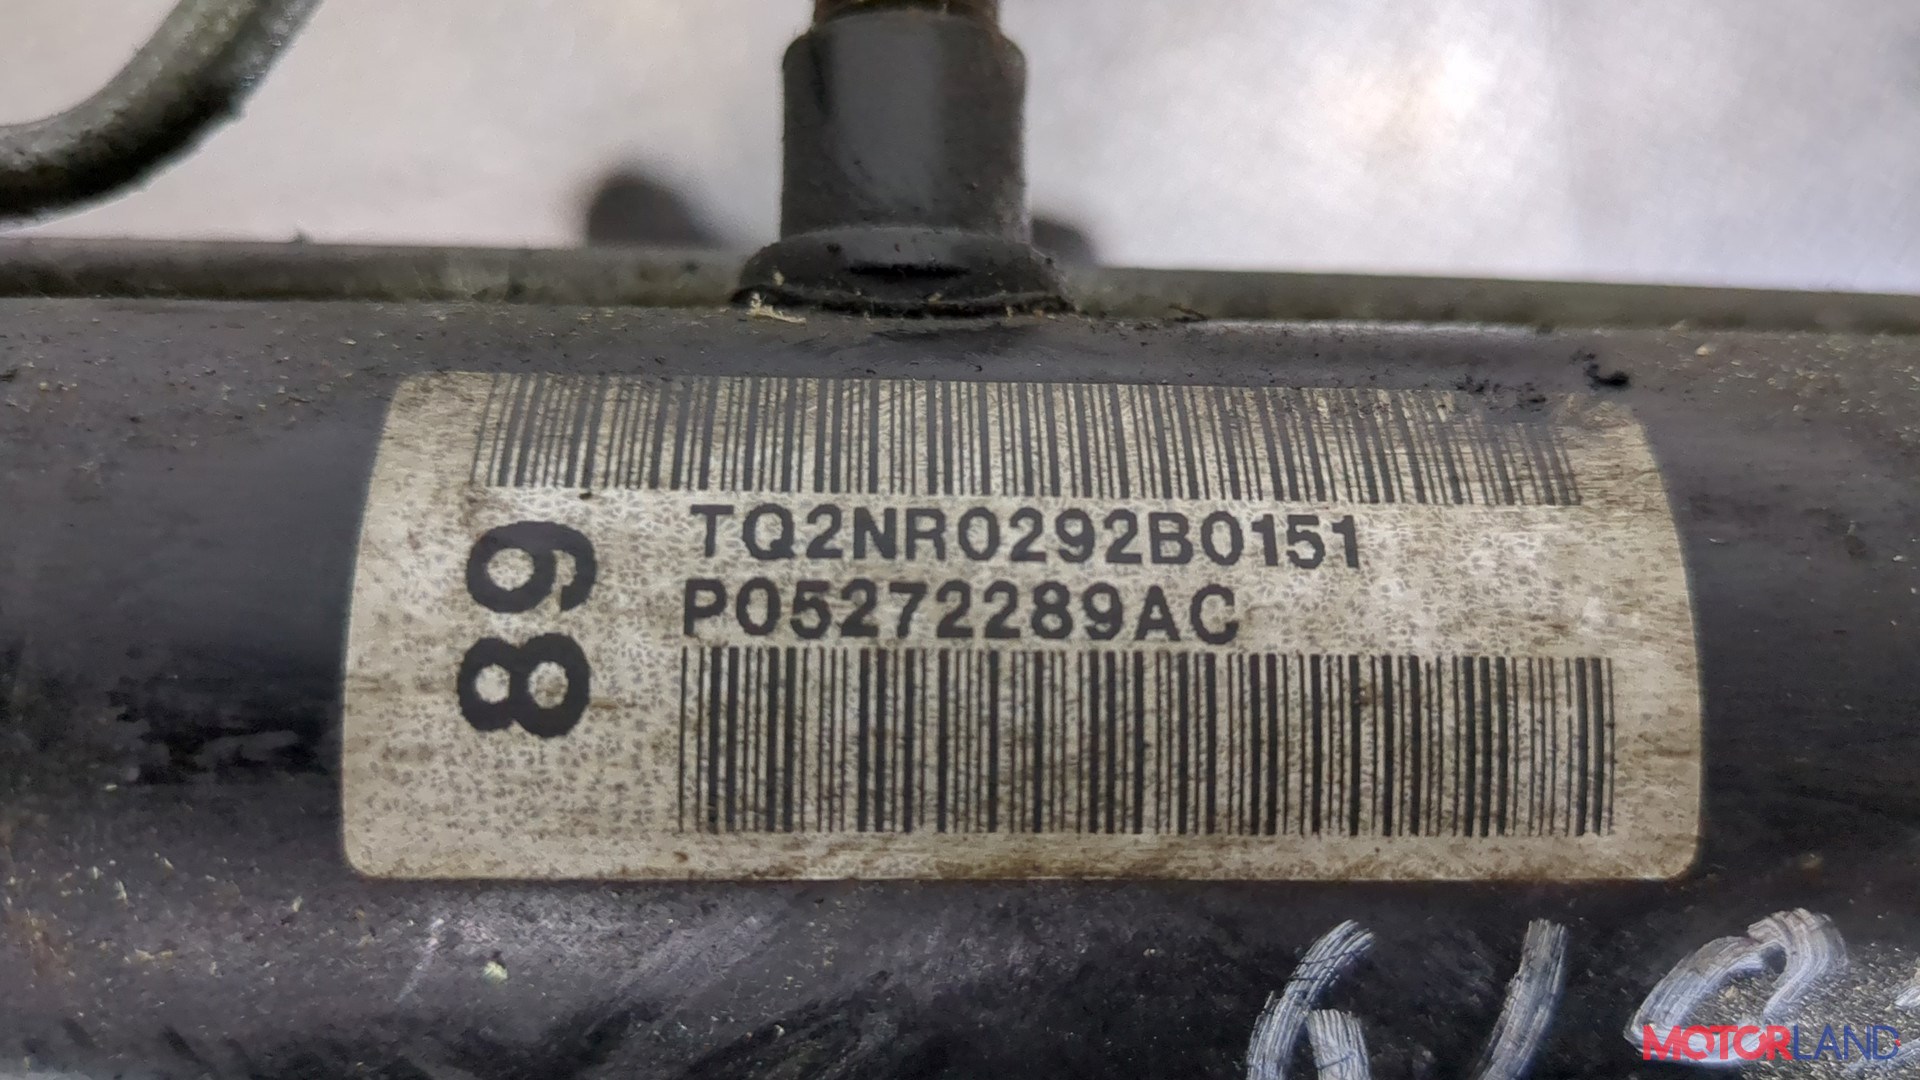 TQ2NR0292B0151
89
P05272289AC
MOTORLAND